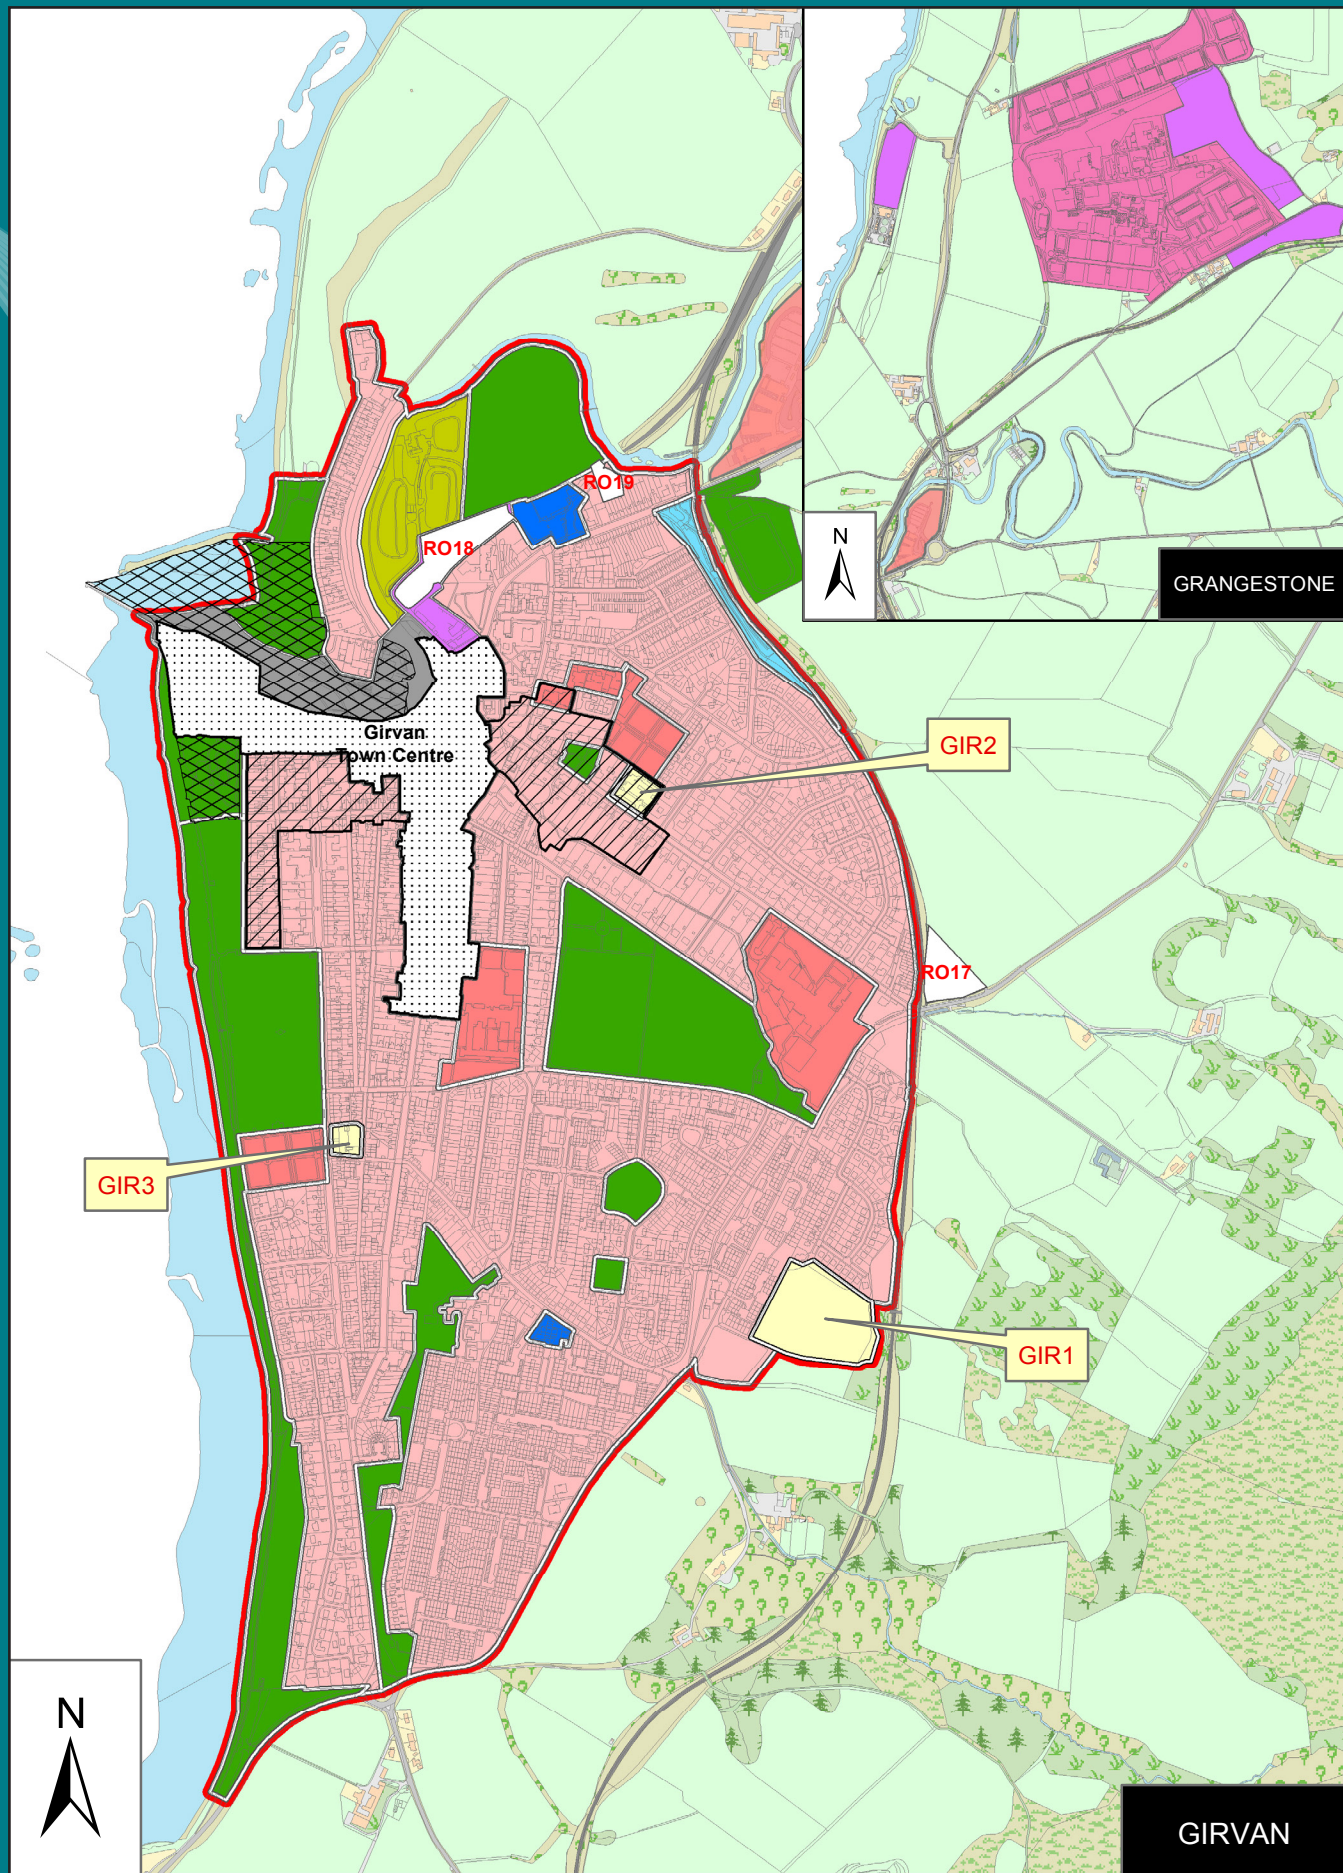 N
GRANGESTONE
RO19
RO18
Girvan
Town Centre
GIR2
RO17
GIR3
GIR1
N
GIRVAN